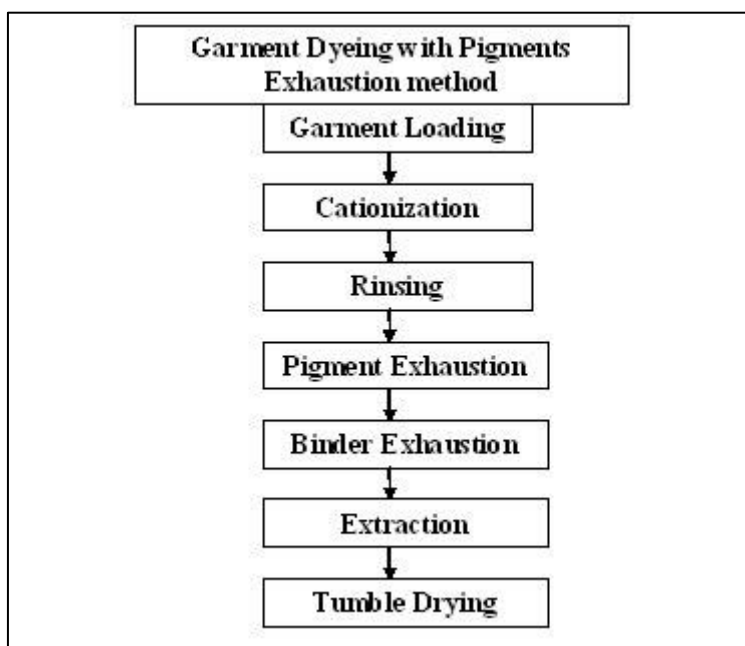 Garment Dyeing with Pigments
Exhaustion method
Garment Loading
Cationization
Rinsing
Pigment Exhaustion
Binder Exhaustion
Extraction
Tumble Drying